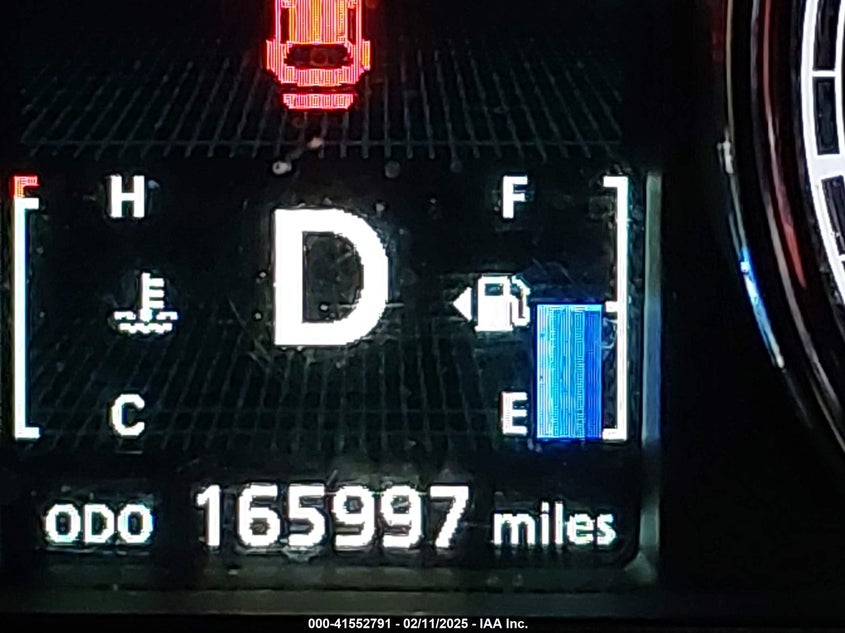 H F
D
C E
ODO 165997 miles
000-41552791 - 02/11/2025 - IAA Inc.